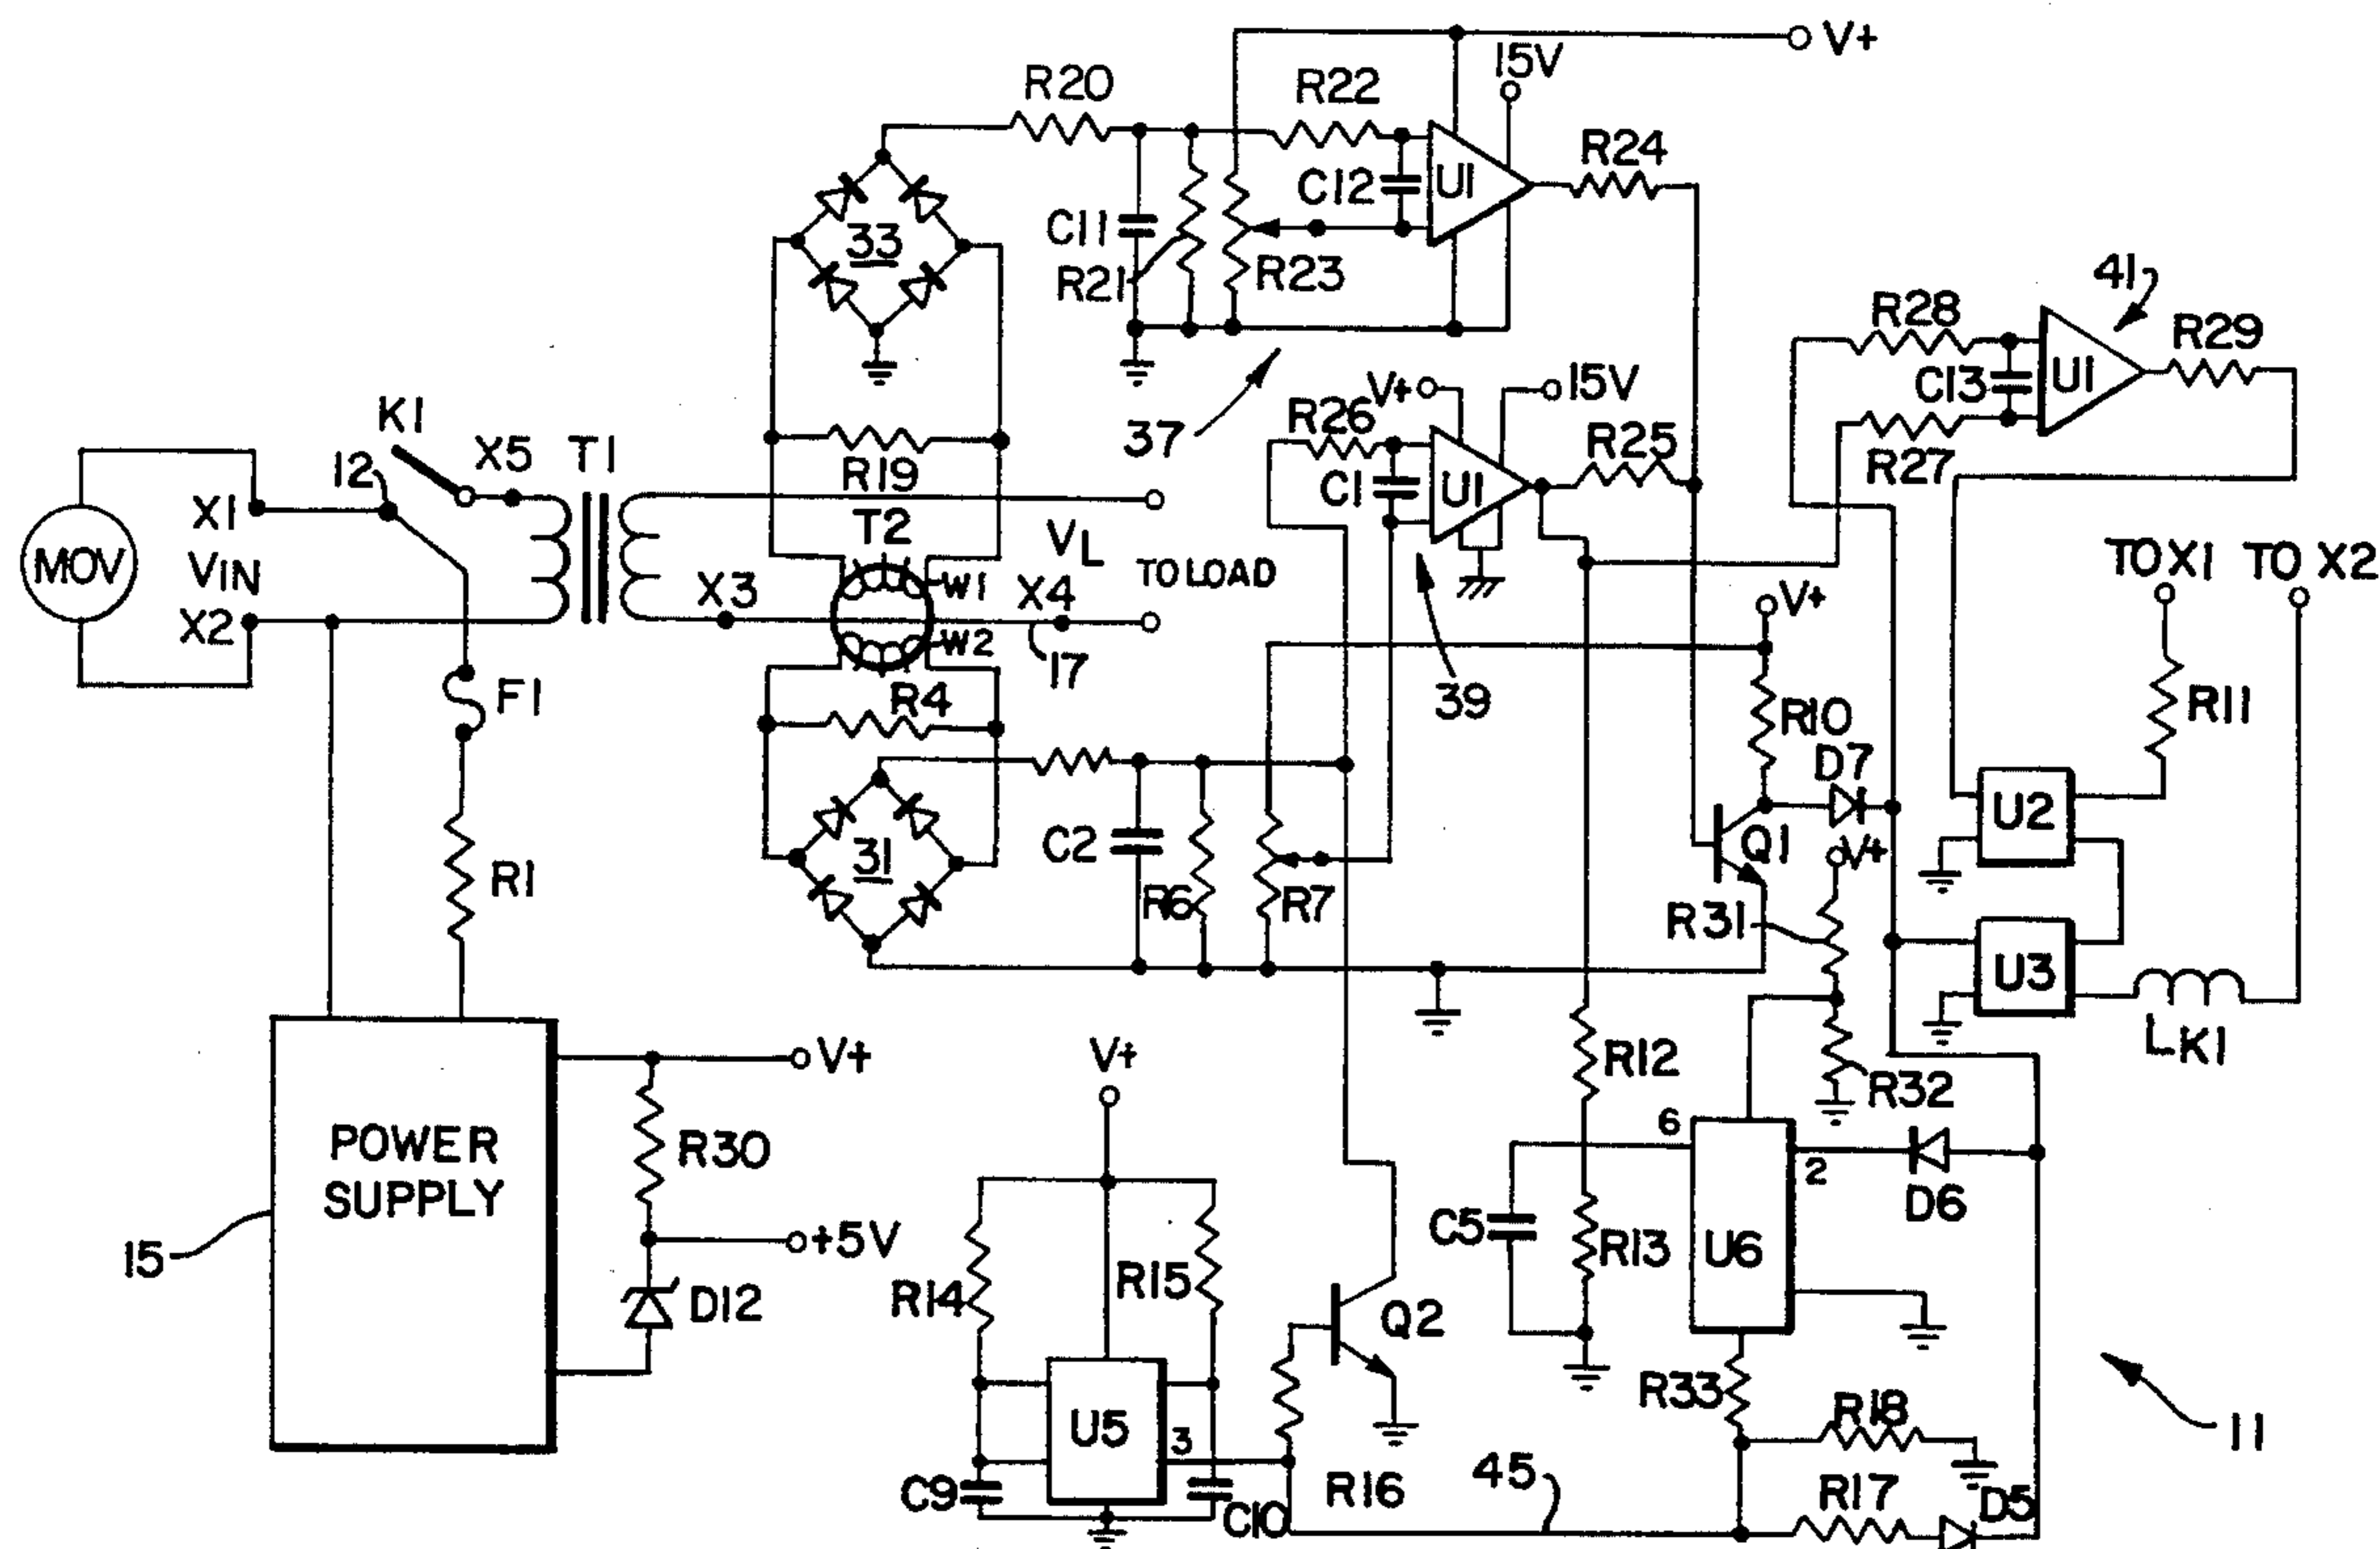 V+
15V
R20
R22
R24
C12
U1
C11
33
R21
R23
41
R28
R29
C13
U1
R27
37
V+
15V
R26
R25
C1
U1
K1
12
X5
T1
R19
X1
VIN
MOV
X2
T2
VL
TO LOAD
W1
X3
X4
W2
17
39
V+
TO X1
TO X2
F1
R4
R10
R11
D7
U2
Q1
V+
C2
31
R1
R6
R7
R31
U3
LK1
V+
V+
R12
R32
POWER
SUPPLY
R30
6
2
D6
15
+5V
C5
R13
U6
R14
R15
D12
Q2
R33
R18
11
U5
3
C9
C10
R16
45
R17
D5